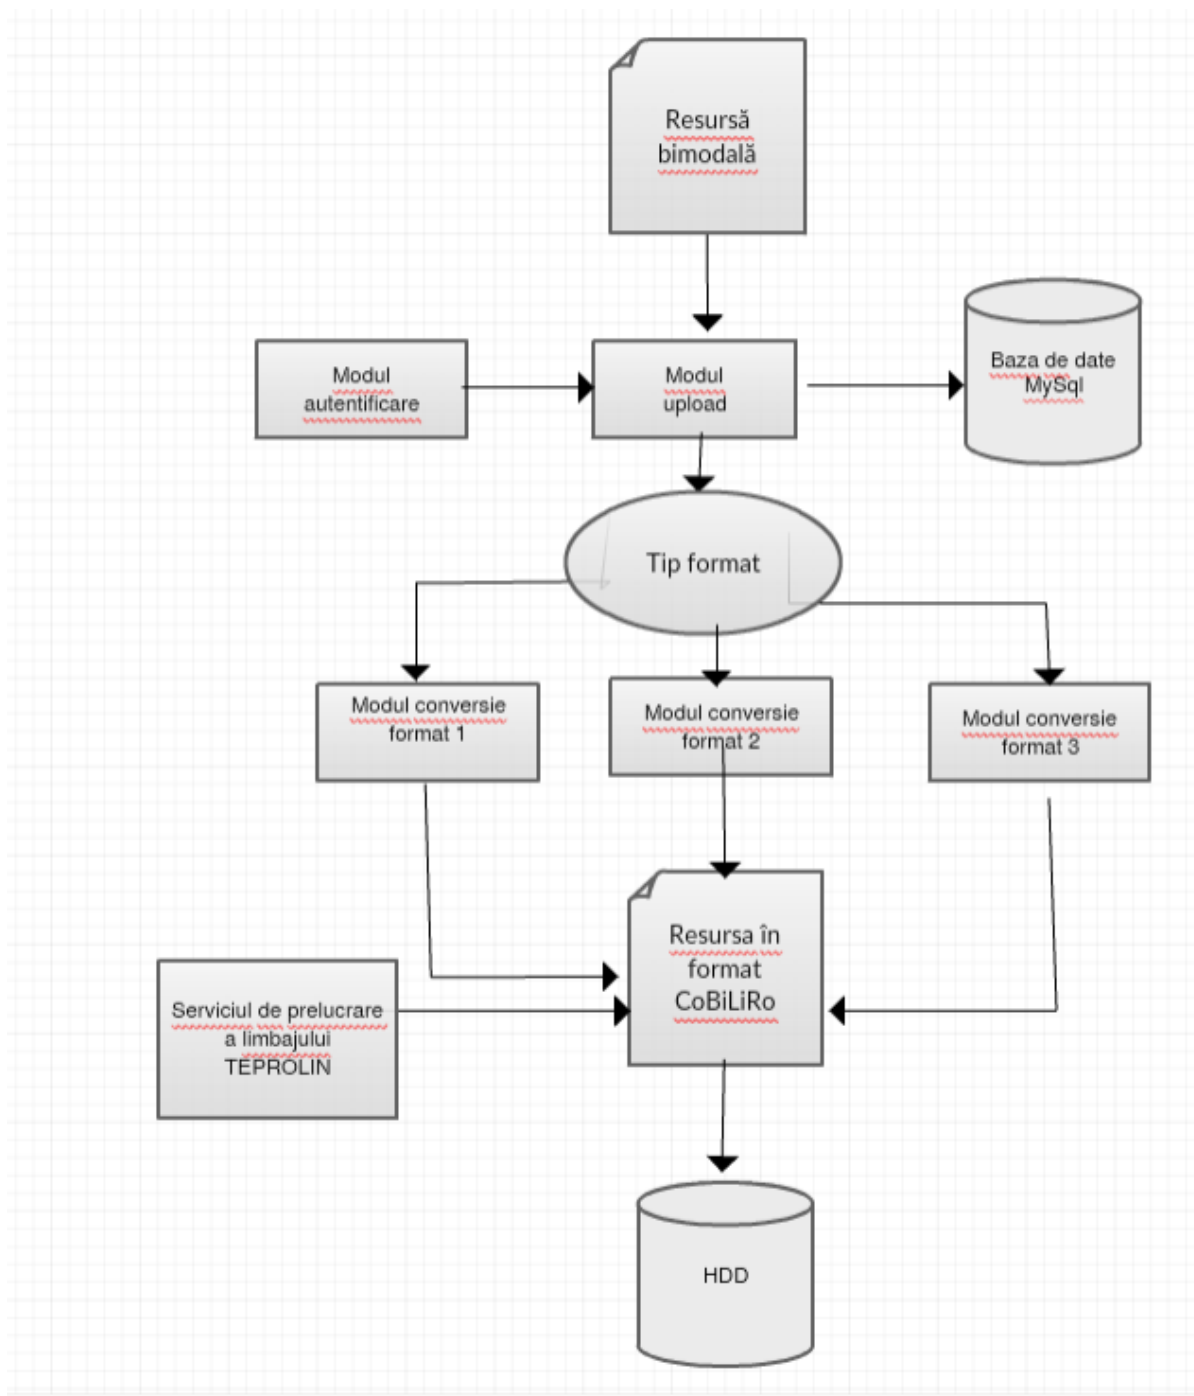 Resursă
bimodală
Modul
autentificare
Modul
upload
Baza de date
MySql
Tip format
Modul conversie
format 1
Modul conversie
format 2
Modul conversie
format 3
Resursa în
format
CoBiLiRo
Serviciul de prelucrare
a limbajului
TEPROLIN
HDD